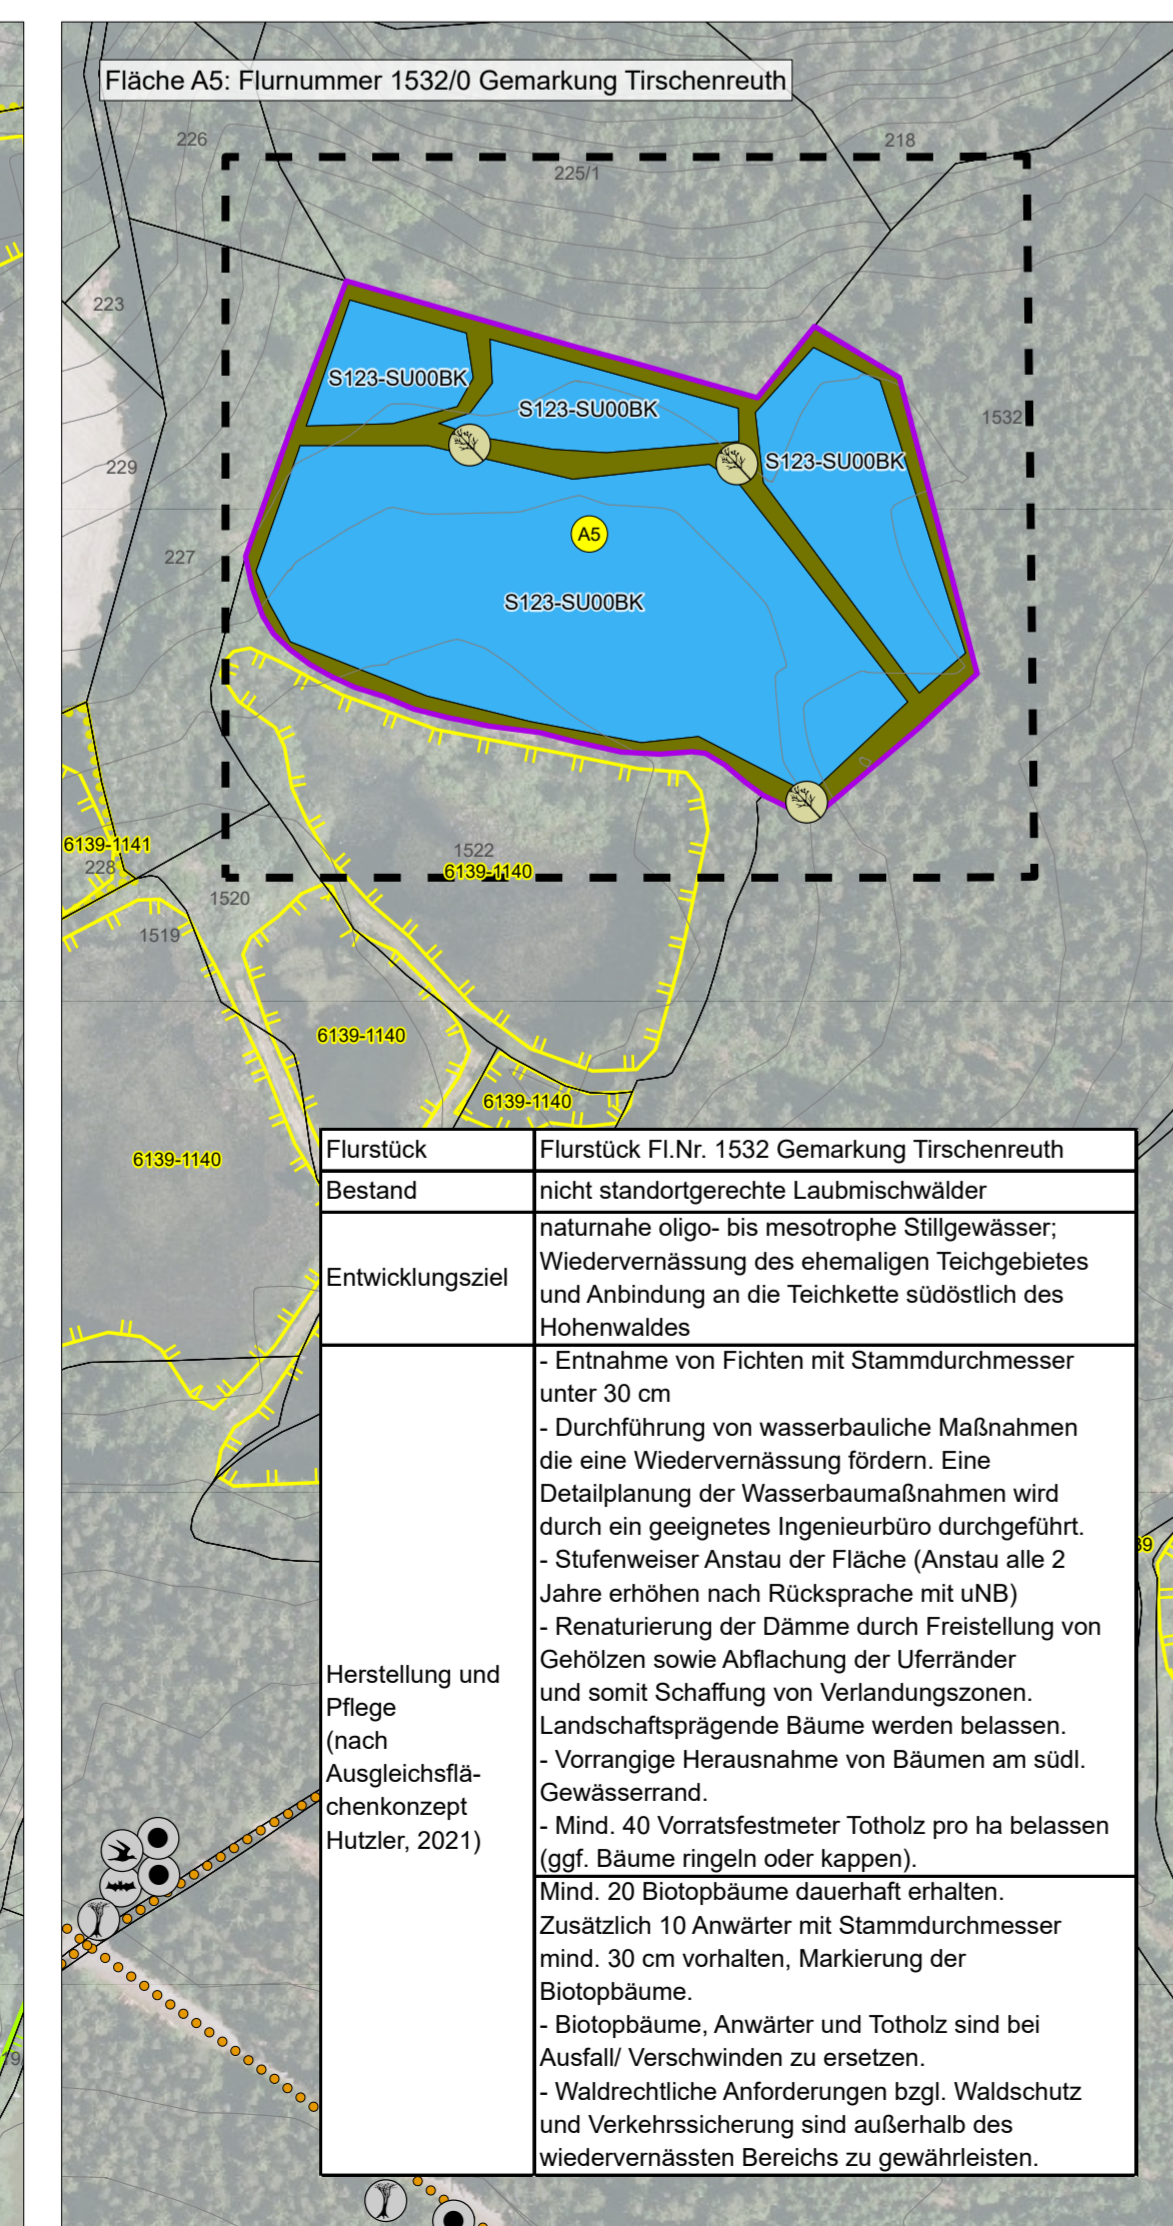 Fläche A5: Flurnummer 1532/0 Gemarkung Tirschenreuth
226
218
225/1
223
S123-SU00BK
S123-SU00BK
1532
S123-SU00BK
229
A5
227
S123-SU00BK
6139-1141
228
1522
6139-1140
1520
1519
6139-1140
6139-1140
6139-1140
Flurstück
Flurstück Fl.Nr. 1532 Gemarkung Tirschenreuth
Bestand
nicht standortgerechte Laubmischwälder
Entwicklungsziel
naturnahe oligo- bis mesotrophe Stillgewässer;
Wiedervernässung des ehemaligen Teichgebietes
und Anbindung an die Teichkette südöstlich des
Hohenwaldes
Herstellung und
Pflege
(nach
Ausgleichsflä-
chenkonzept
Hutzler, 2021)
- Entnahme von Fichten mit Stammdurchmesser
unter 30 cm
- Durchführung von wasserbauliche Maßnahmen
die eine Wiedervernässung fördern. Eine
Detailplanung der Wasserbaumaßnahmen wird
durch ein geeignetes Ingenieurbüro durchgeführt.
- Stufenweiser Anstau der Fläche (Anstau alle 2
Jahre erhöhen nach Rücksprache mit uNB)
- Renaturierung der Dämme durch Freistellung von
Gehölzen sowie Abflachung der Uferränder
und somit Schaffung von Verlandungszonen.
Landschaftsprägende Bäume werden belassen.
- Vorrangige Herausnahme von Bäumen am südl.
Gewässerrand.
- Mind. 40 Vorratsfestmeter Totholz pro ha belassen
(ggf. Bäume ringeln oder kappen).
Mind. 20 Biotopbäume dauerhaft erhalten.
Zusätzlich 10 Anwärter mit Stammdurchmesser
mind. 30 cm vorhalten, Markierung der
Biotopbäume.
- Biotopbäume, Anwärter und Totholz sind bei
Ausfall/ Verschwinden zu ersetzen.
- Waldrechtliche Anforderungen bzgl. Waldschutz
und Verkehrssicherung sind außerhalb des
wiedervernässten Bereichs zu gewährleisten.